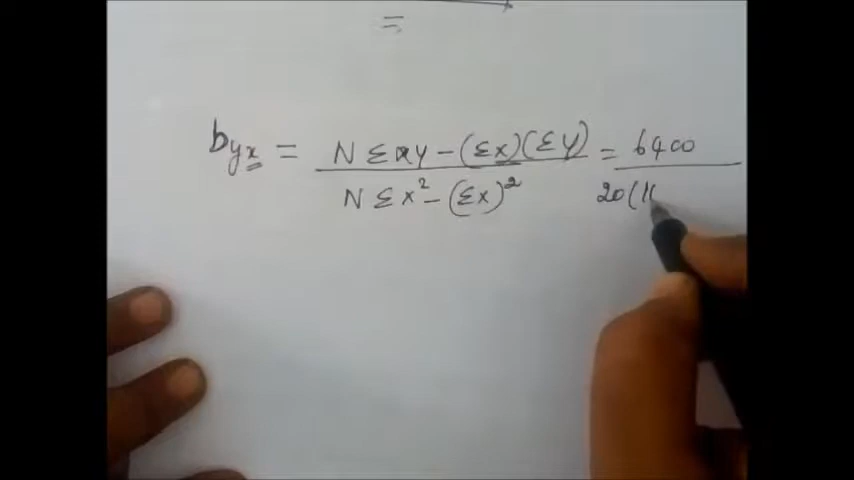 =
byx = NΣxy-(Σx)(Σy) / NΣx²-(Σx)² = 6400 / 20(1